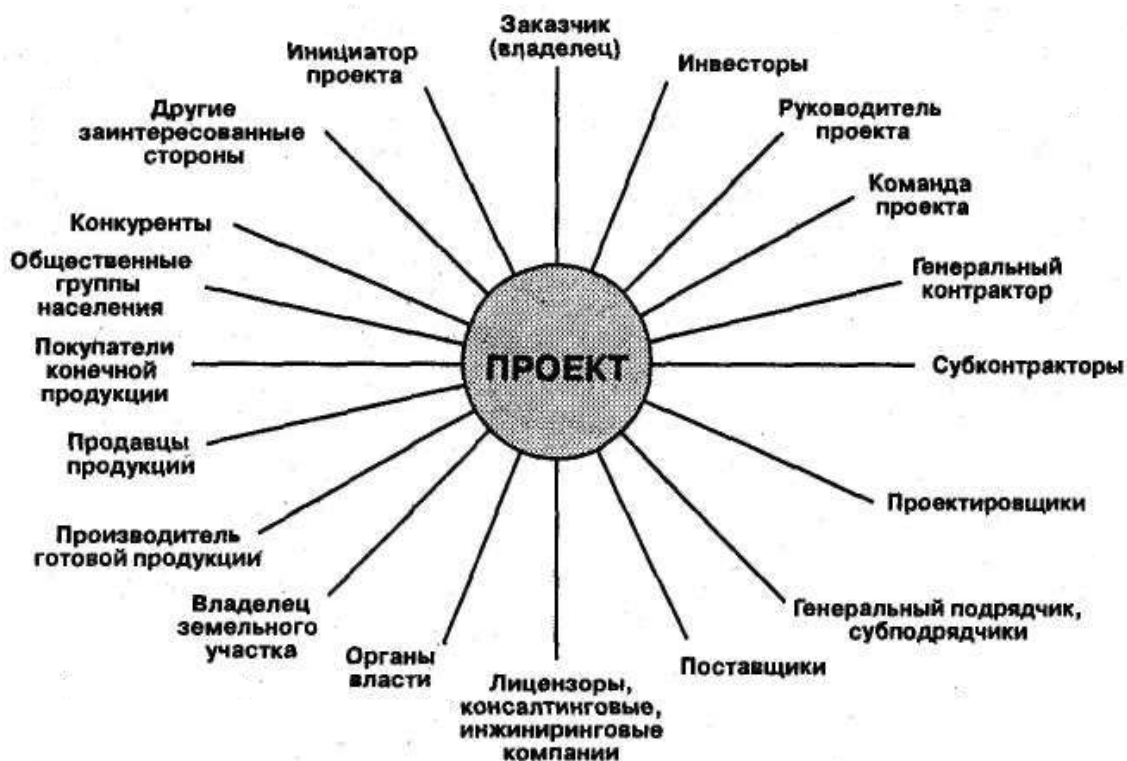 Заказчик
(владелец)
Инвесторы
Руководитель
проекта
Команда
проекта
Генеральный
контрактор
Субконтракторы
Проектировщики
Генеральный подрядчик,
субподрядчики
Поставщики
Лицензоры,
консалтинговые,
инжиниринговые
компании
Органы
власти
Владелец
земельного
участка
Производитель
готовой продукции
Продавцы
продукции
Покупатели
конечной
продукции
Общественные
группы
населения
Конкуренты
Другие
заинтересованные
стороны
Инициатор
проекта
ПРОЕКТ